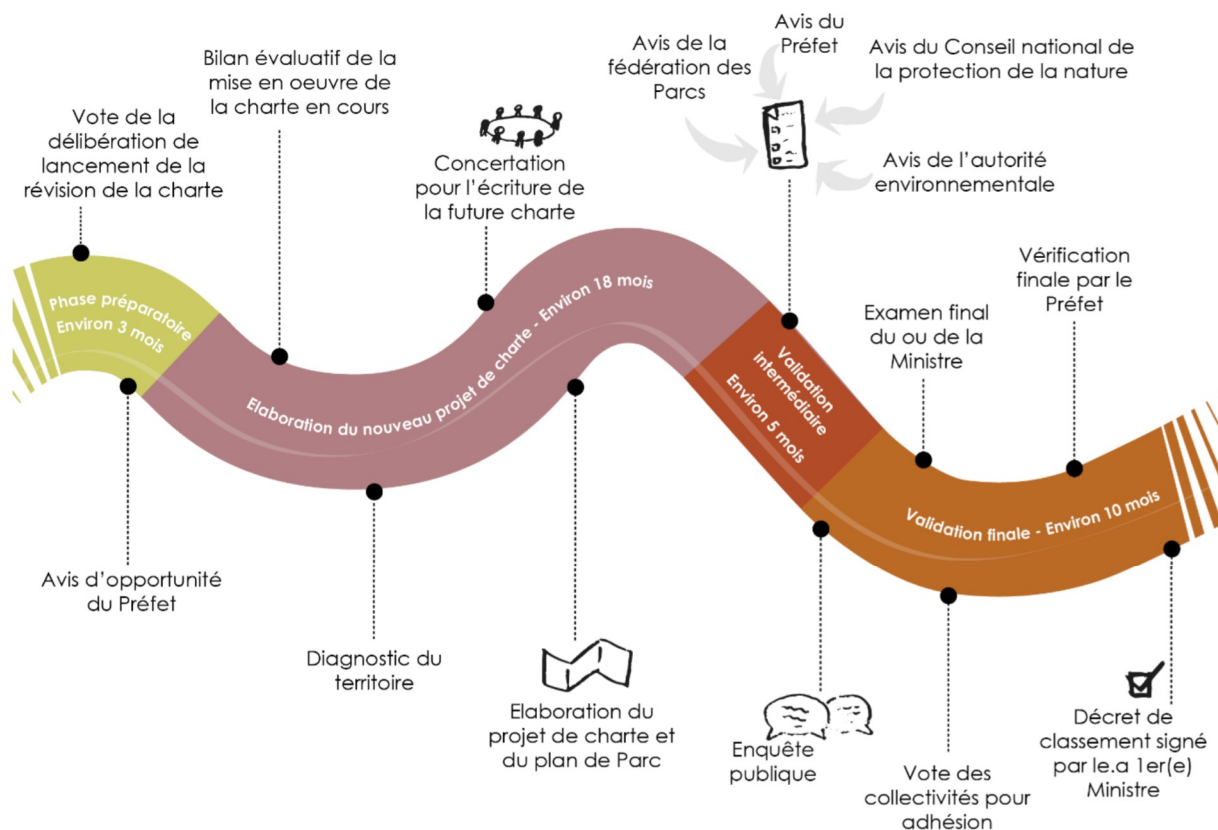 Vote de la
délibération de
lancement de la
révision de la charte
Bilan évaluatif de la
mise en oeuvre de
la charte en cours
Concertation
pour l'écriture de
la future charte
Avis de la
fédération des
Parcs
Avis du
Préfet
Avis du Conseil national de
la protection de la nature
Avis de l'autorité
environnementale
Examen final
du ou de la
Ministre
Vérification
finale par le
Préfet
Phase préparatoire
Environ 3 mois
Elaboration du nouveau projet de charte - Environ 18 mois
Validation
intermédiaire
Environ 5 mois
Validation finale - Environ 10 mois
Avis d'opportunité
du Préfet
Diagnostic du
territoire
Elaboration du
projet de charte et
du plan de Parc
Enquête
publique
Vote des
collectivités pour
adhésion
Décret de
classement signé
par le.a 1er(e)
Ministre